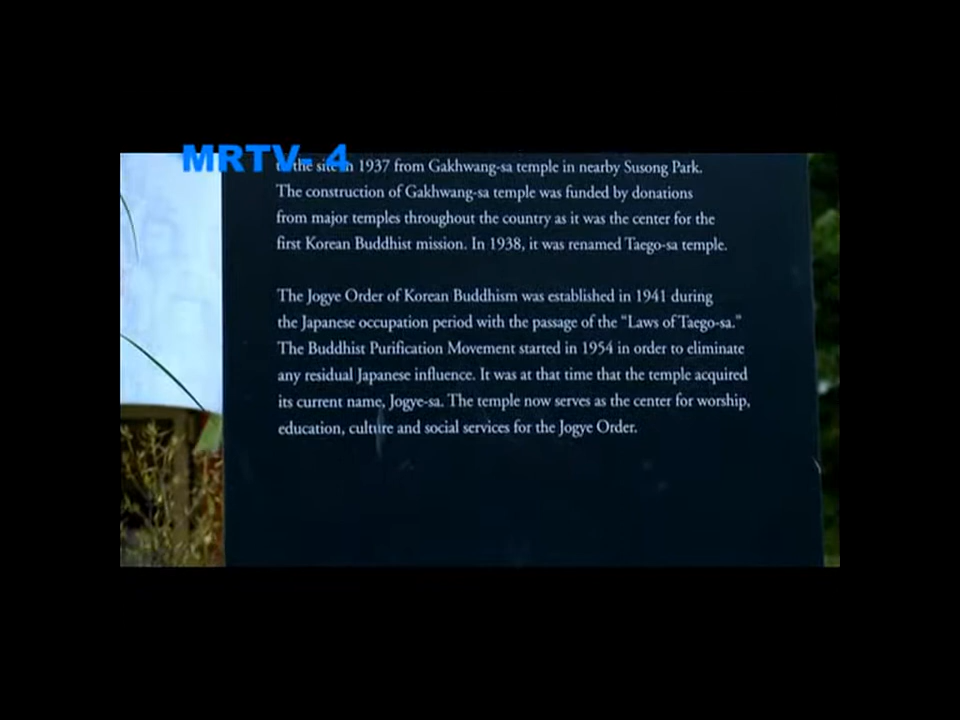 MRTV- 4
to the site in 1937 from Gakhwang-sa temple in nearby Susong Park.
The construction of Gakhwang-sa temple was funded by donations
from major temples throughout the country as it was the center for the
first Korean Buddhist mission. In 1938, it was renamed Taego-sa temple.
The Jogye Order of Korean Buddhism was established in 1941 during
the Japanese occupation period with the passage of the “Laws of Taego-sa.”
The Buddhist Purification Movement started in 1954 in order to eliminate
any residual Japanese influence. It was at that time that the temple acquired
its current name, Jogye-sa. The temple now serves as the center for worship,
education, culture and social services for the Jogye Order.